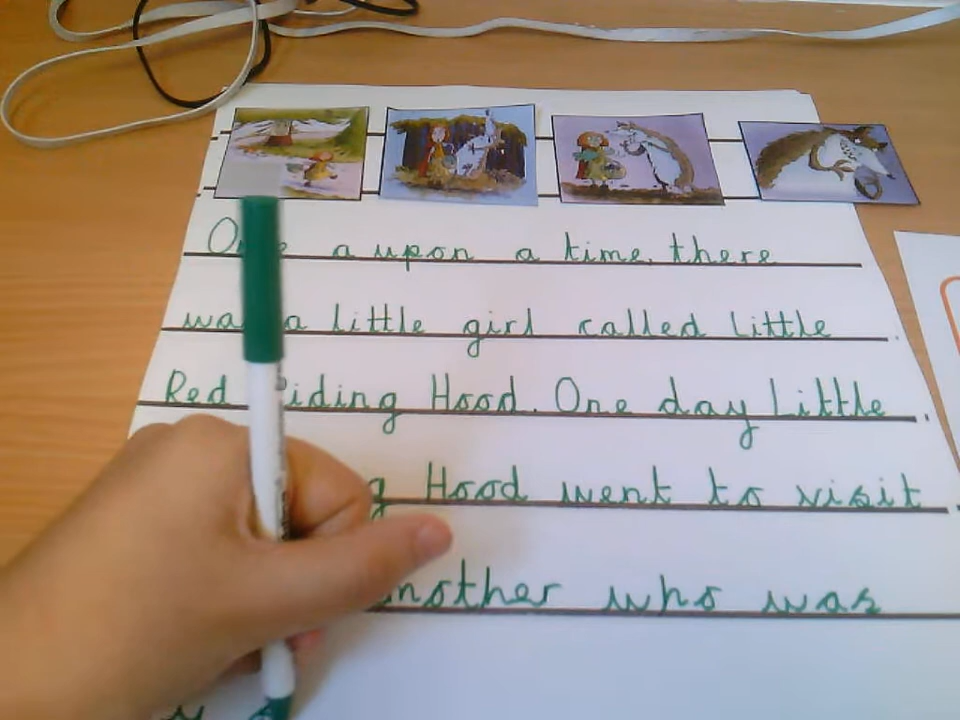 a upon a time, there
a little girl called Little
Red Hood. One day Little
Hood went to visit
who was